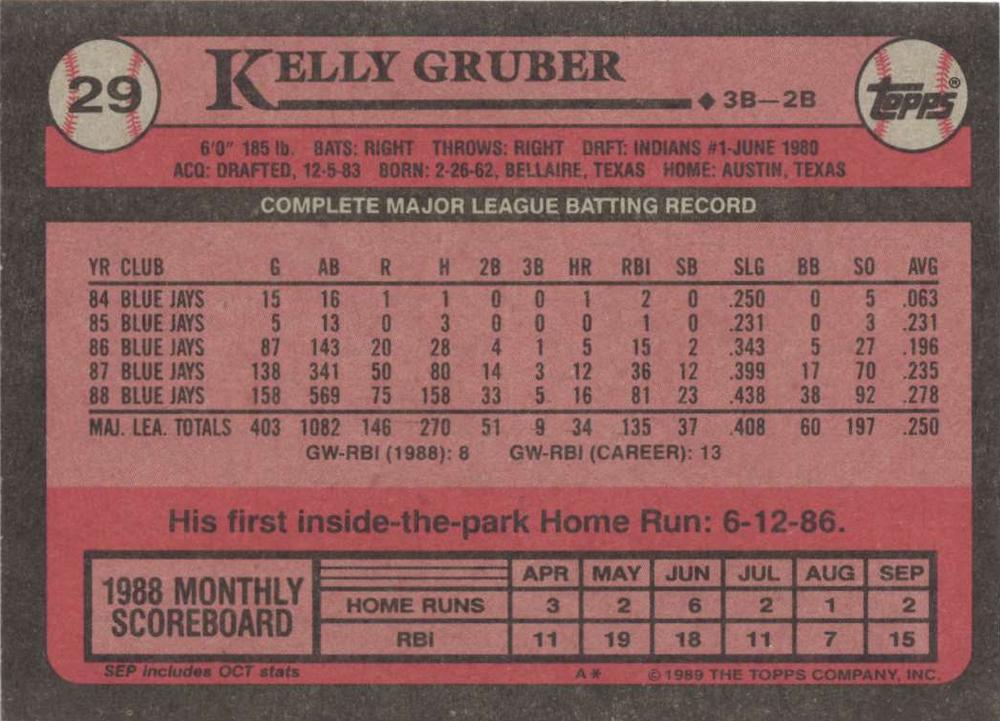 29
KELLY GRUBER
◆ 3B—2B
TOPPS®
6'0" 185 lb. BATS: RIGHT THROWS: RIGHT DRFT: INDIANS #1-JUNE 1980
ACQ: DRAFTED, 12-5-83 BORN: 2-26-62, BELLAIRE, TEXAS HOME: AUSTIN, TEXAS
COMPLETE MAJOR LEAGUE BATTING RECORD
YR CLUB G AB R H 2B 3B HR RBI SB SLG BB SO AVG
84 BLUE JAYS 15 16 1 1 0 0 1 2 0 .250 0 5 .063
85 BLUE JAYS 5 13 0 3 0 0 0 1 0 .231 0 3 .231
86 BLUE JAYS 87 143 20 28 4 1 5 15 2 .343 5 27 .196
87 BLUE JAYS 138 341 50 80 14 3 12 36 12 .399 17 70 .235
88 BLUE JAYS 158 569 75 158 33 5 16 81 23 .438 38 92 .278
MAJ. LEA. TOTALS 403 1082 146 270 51 9 34 135 37 .408 60 197 .250
GW-RBI (1988): 8 GW-RBI (CAREER): 13
His first inside-the-park Home Run: 6-12-86.
1988 MONTHLY
SCOREBOARD
APR MAY JUN JUL AUG SEP
HOME RUNS 3 2 6 2 1 2
RBI 11 19 18 11 7 15
SEP includes OCT stats
A*
© 1989 THE TOPPS COMPANY, INC.